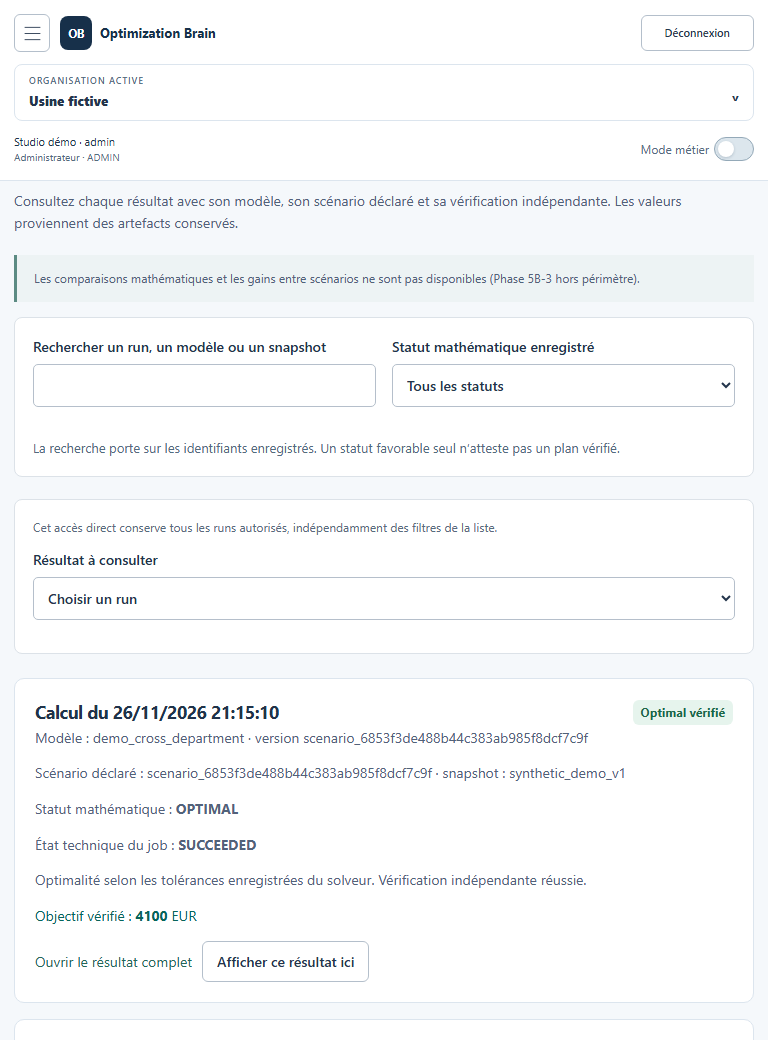 OB Optimization Brain
Déconnexion
ORGANISATION ACTIVE
Usine fictive
v
Studio démo · admin
Administrateur · ADMIN
Mode métier
Consultez chaque résultat avec son modèle, son scénario déclaré et sa vérification indépendante. Les valeurs
proviennent des artefacts conservés.
Les comparaisons mathématiques et les gains entre scénarios ne sont pas disponibles (Phase 5B-3 hors périmètre).
Rechercher un run, un modèle ou un snapshot
Statut mathématique enregistré
Tous les statuts
La recherche porte sur les identifiants enregistrés. Un statut favorable seul n'atteste pas un plan vérifié.
Cet accès direct conserve tous les runs autorisés, indépendamment des filtres de la liste.
Résultat à consulter
Choisir un run
Calcul du 26/11/2026 21:15:10
Optimal vérifié
Modèle : demo_cross_department · version scenario_6853f3de488b44c383ab985f8dcf7c9f
Scénario déclaré : scenario_6853f3de488b44c383ab985f8dcf7c9f · snapshot : synthetic_demo_v1
Statut mathématique : OPTIMAL
État technique du job : SUCCEEDED
Optimalité selon les tolérances enregistrées du solveur. Vérification indépendante réussie.
Objectif vérifié : 4100 EUR
Ouvrir le résultat complet
Afficher ce résultat ici